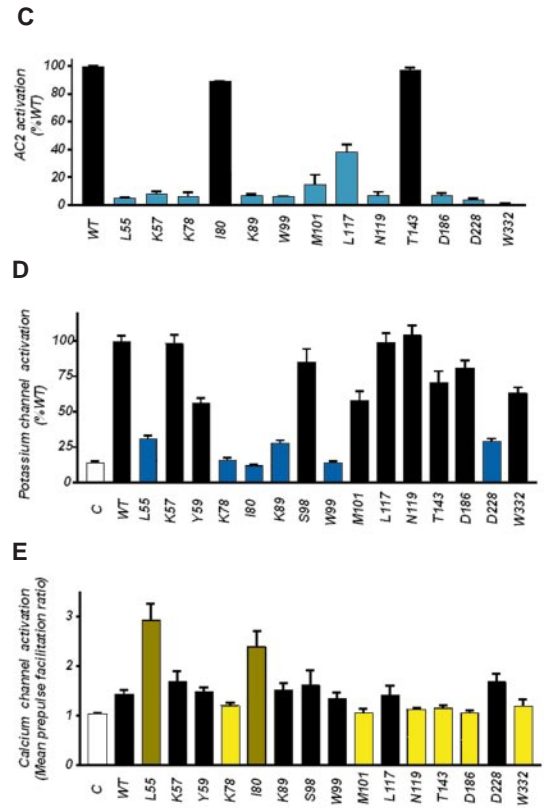 C
AC2 activation
(%WT)
100
80
60
40
20
0
WT L55 K57 K78 I80 K89 W99 M101 L117 N119 T143 D186 D228 W332
D
Potassium channel activation
(%WT)
100
75
50
25
0
C WT L55 K57 Y59 K78 I80 K89 S98 W99 M101 L117 N119 T143 D186 D228 W332
E
Calcium channel activation
(Mean prepulse facilitation ratio)
3
2
1
0
C WT L55 K57 Y59 K78 I80 K89 S98 W99 M101 L117 N119 T143 D186 D228 W332